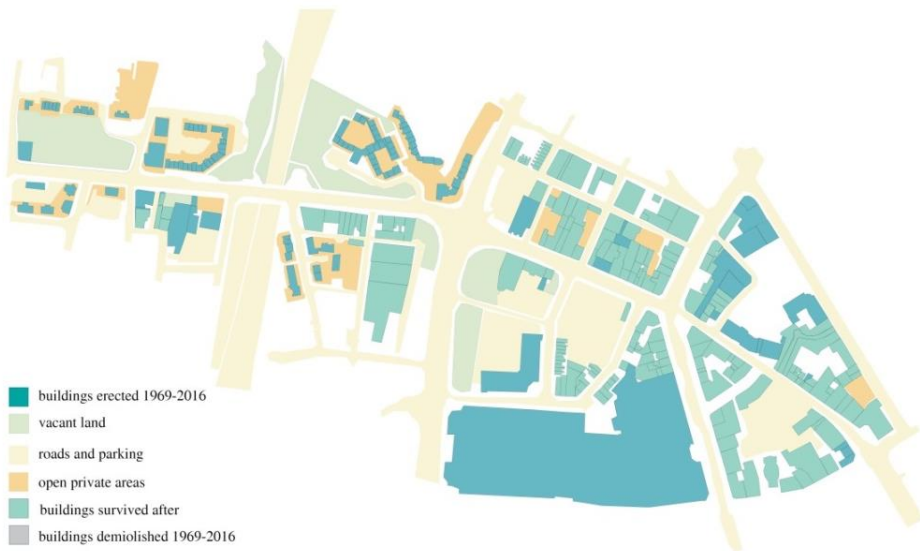 buildings erected 1969-2016
vacant land
roads and parking
open private areas
buildings survived after
buildings demiolished 1969-2016